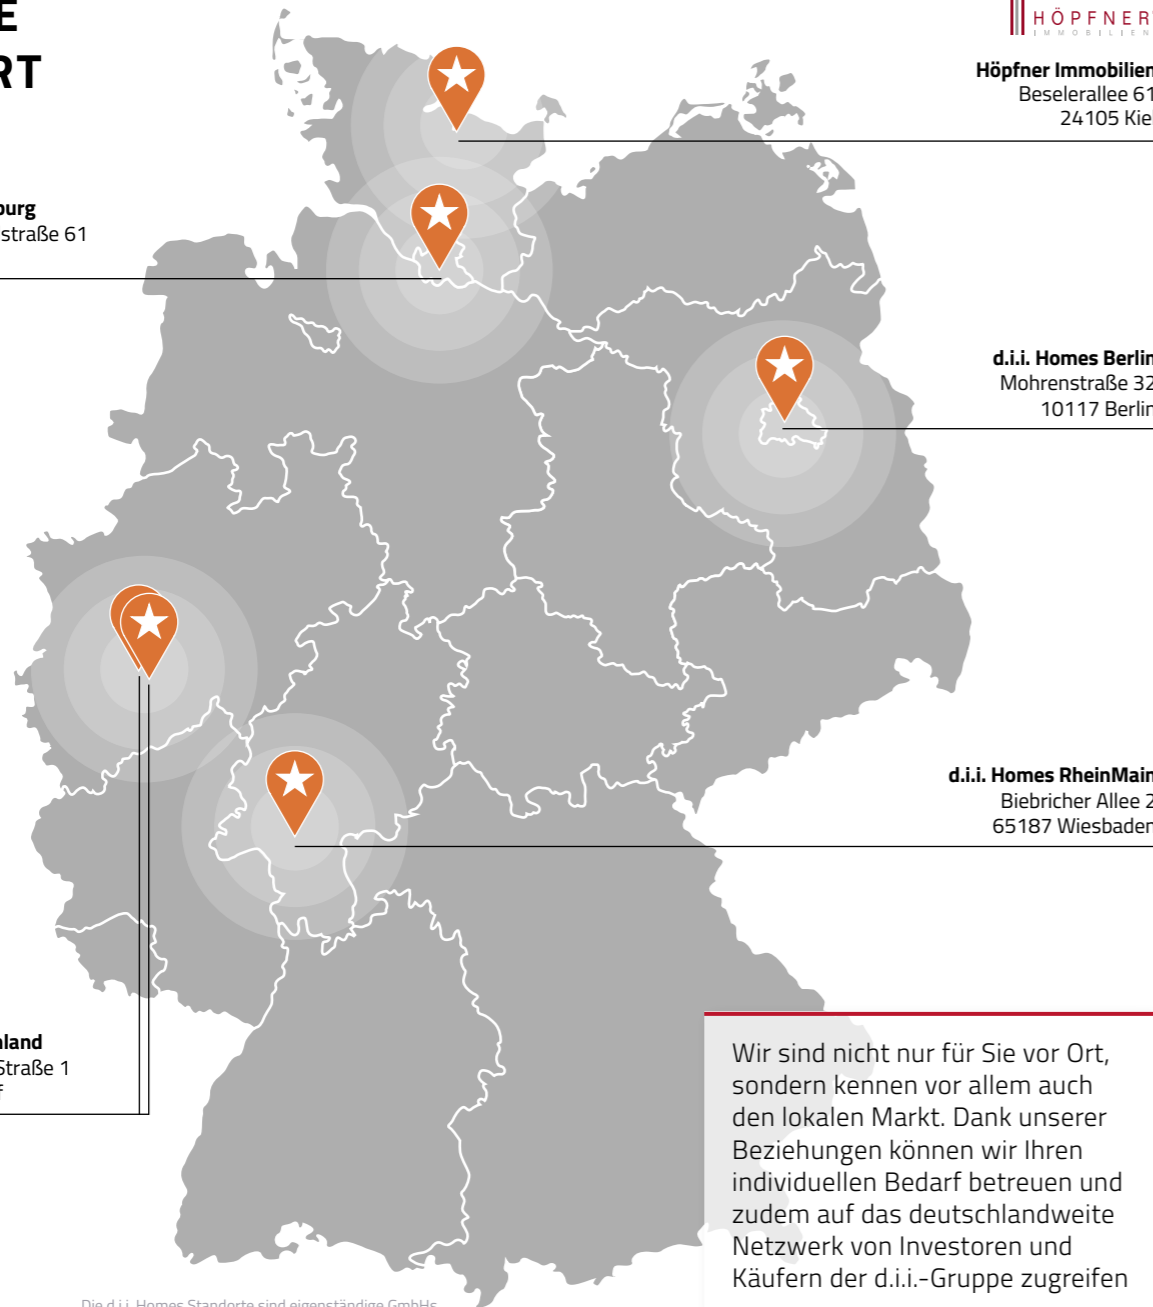 E
RT
HÖPFNER
IMMOBILIEN
Höpfner Immobilien
Beselerallee 61
24105 Kiel
burg
straße 61
d.i.i. Homes Berlin
Mohrenstraße 32
10117 Berlin
d.i.i. Homes RheinMain
Biebricher Allee 2
65187 Wiesbaden
nland
Straße 1
f
Wir sind nicht nur für Sie vor Ort,
sondern kennen vor allem auch
den lokalen Markt. Dank unserer
Beziehungen können wir Ihren
individuellen Bedarf betreuen und
zudem auf das deutschlandweite
Netzwerk von Investoren und
Käufern der d.i.i.-Gruppe zugreifen
Die d.i.i. Homes Standorte sind eigenständige GmbHs